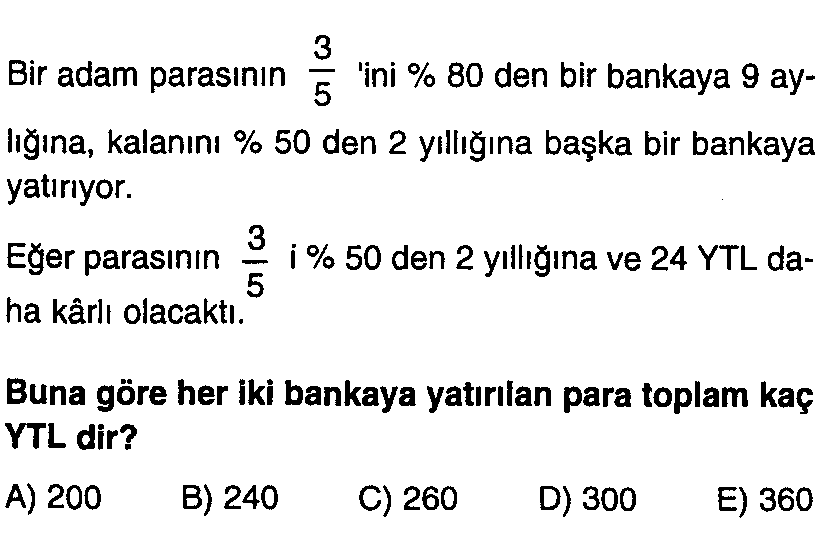 Bir adam parasının 3/5 'ini % 80 den bir bankaya 9 ay-
lığına, kalanını % 50 den 2 yıllığına başka bir bankaya
yatırıyor.
Eğer parasının 3/5 i % 50 den 2 yıllığına ve 24 YTL da-
ha kârlı olacaktı.
Buna göre her iki bankaya yatırılan para toplam kaç
YTL dir?
A) 200 B) 240 C) 260 D) 300 E) 360